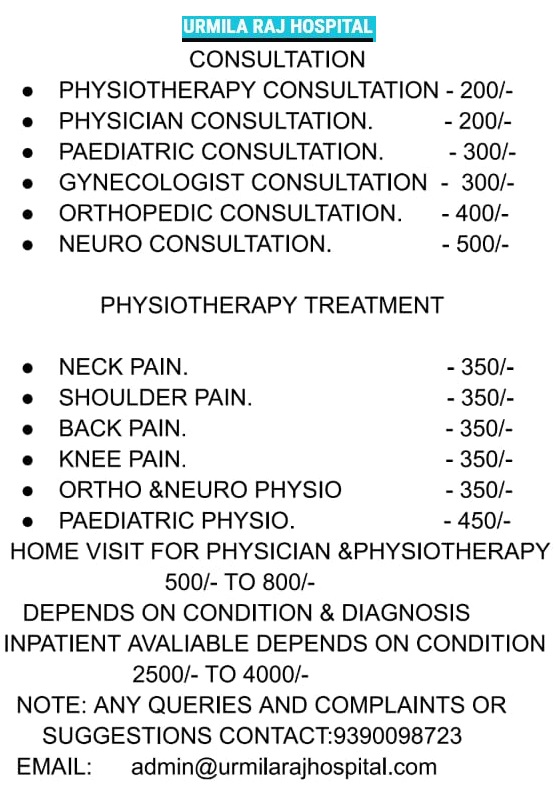 URMILA RAJ HOSPITAL
CONSULTATION
● PHYSIOTHERAPY CONSULTATION - 200/-
● PHYSICIAN CONSULTATION. - 200/-
● PAEDIATRIC CONSULTATION. - 300/-
● GYNECOLOGIST CONSULTATION - 300/-
● ORTHOPEDIC CONSULTATION. - 400/-
● NEURO CONSULTATION. - 500/-
PHYSIOTHERAPY TREATMENT
● NECK PAIN. - 350/-
● SHOULDER PAIN. - 350/-
● BACK PAIN. - 350/-
● KNEE PAIN. - 350/-
● ORTHO &NEURO PHYSIO - 350/-
● PAEDIATRIC PHYSIO. - 450/-
HOME VISIT FOR PHYSICIAN &PHYSIOTHERAPY
500/- TO 800/-
DEPENDS ON CONDITION & DIAGNOSIS
INPATIENT AVALIABLE DEPENDS ON CONDITION
2500/- TO 4000/-
NOTE: ANY QUERIES AND COMPLAINTS OR
SUGGESTIONS CONTACT:9390098723
EMAIL: admin@urmilarajhospital.com